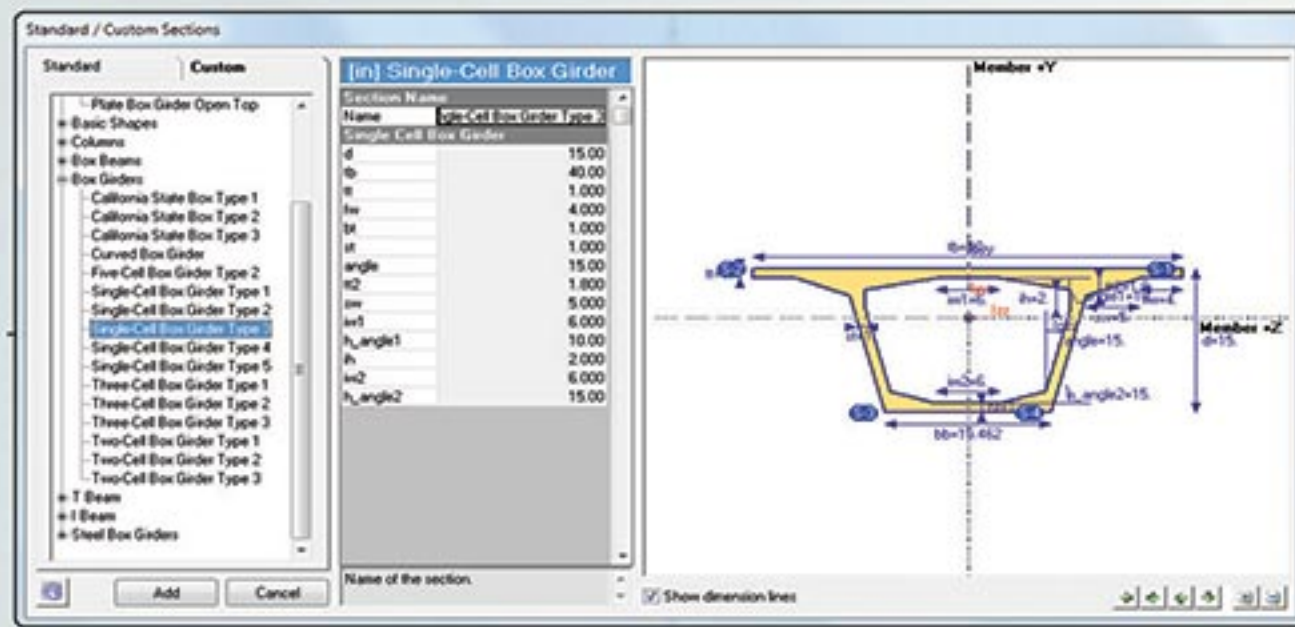 Standard / Custom Sections
Standard
Custom
Plate Box Girder Open Top
Basic Shapes
Columns
Box Beams
Box Girders
California State Box Type 1
California State Box Type 2
California State Box Type 3
Curved Box Girder
Five-Cell Box Girder Type 2
Single-Cell Box Girder Type 1
Single-Cell Box Girder Type 2
Single-Cell Box Girder Type 3
Single-Cell Box Girder Type 4
Single-Cell Box Girder Type 5
Three-Cell Box Girder Type 1
Three-Cell Box Girder Type 2
Three-Cell Box Girder Type 3
Two-Cell Box Girder Type 1
Two-Cell Box Girder Type 2
Two-Cell Box Girder Type 3
T Beam
I Beam
Steel Box Girders
Add
Cancel
[in] Single-Cell Box Girder
Section Name
Name
Single Cell Box Girder
d 15.00
tb 40.00
tt 1.000
4.000
bt 1.000
st 1.000
angle 15.00
tt2 1.800
sw 5.000
iw1 6.000
h_angle1 10.00
ih 2.000
iw2 6.000
h_angle2 15.00
Name of the section.
Member +Y
iw1=6.
ih=2.
Member +Z
d=15.
angle=15.
iw2=6.
h_angle2=15.
Show dimension lines